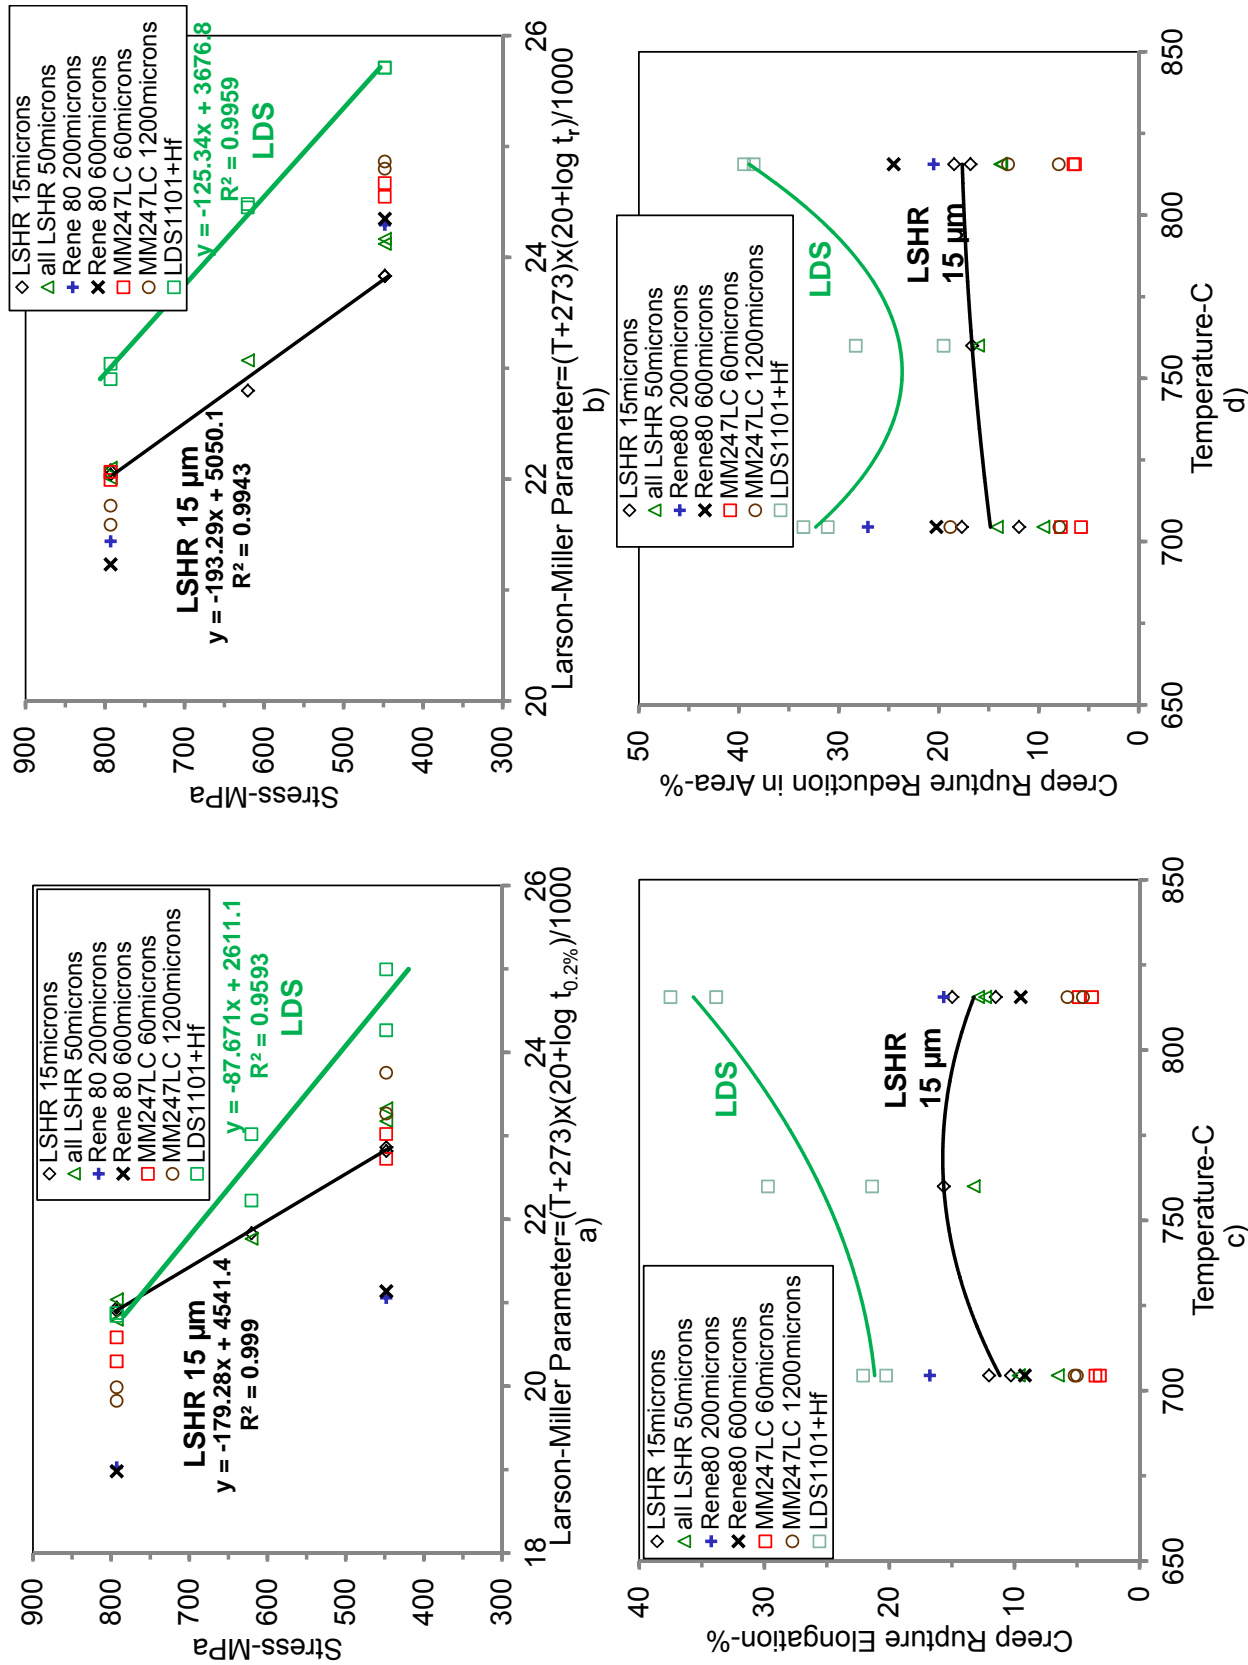 900
800
700
600
500
400
Stress-MPa
18
20
22
24
26
Larson-Miller Parameter=(T+273)x(20+log t0.2%)/1000
a)
LSHR 15microns
all LSHR 50microns
Rene 80 200microns
Rene 80 600microns
MM247LC 60microns
MM247LC 1200microns
LDS1101+Hf
y = -87.671x + 2611.1
R² = 0.9593
LDS
LSHR 15 µm
y = -179.28x + 4541.4
R² = 0.999
900
800
700
600
500
400
Stress-MPa
20
22
24
26
Larson-Miller Parameter=(T+273)x(20+log tr)/1000
b)
LSHR 15microns
all LSHR 50microns
Rene 80 200microns
Rene 80 600microns
MM247LC 60microns
MM247LC 1200microns
LDS1101+Hf
y = -125.34x + 3676.8
R² = 0.9959
LDS
LSHR 15 µm
y = -193.29x + 5050.1
R² = 0.9943
40
30
20
10
0
Creep Rupture Elongation-%
650
700
750
800
850
Temperature-C
c)
LSHR 15microns
all LSHR 50microns
Rene80 200microns
Rene80 600microns
MM247LC 60microns
MM247LC 1200microns
LDS1101+Hf
LDS
LSHR
15 µm
50
40
30
20
10
0
Creep Rupture Reduction in Area-%
650
700
750
800
850
Temperature-C
d)
LSHR 15microns
all LSHR 50microns
Rene80 200microns
Rene80 600microns
MM247LC 60microns
MM247LC 1200microns
LDS1101+Hf
LDS
LSHR
15 µm